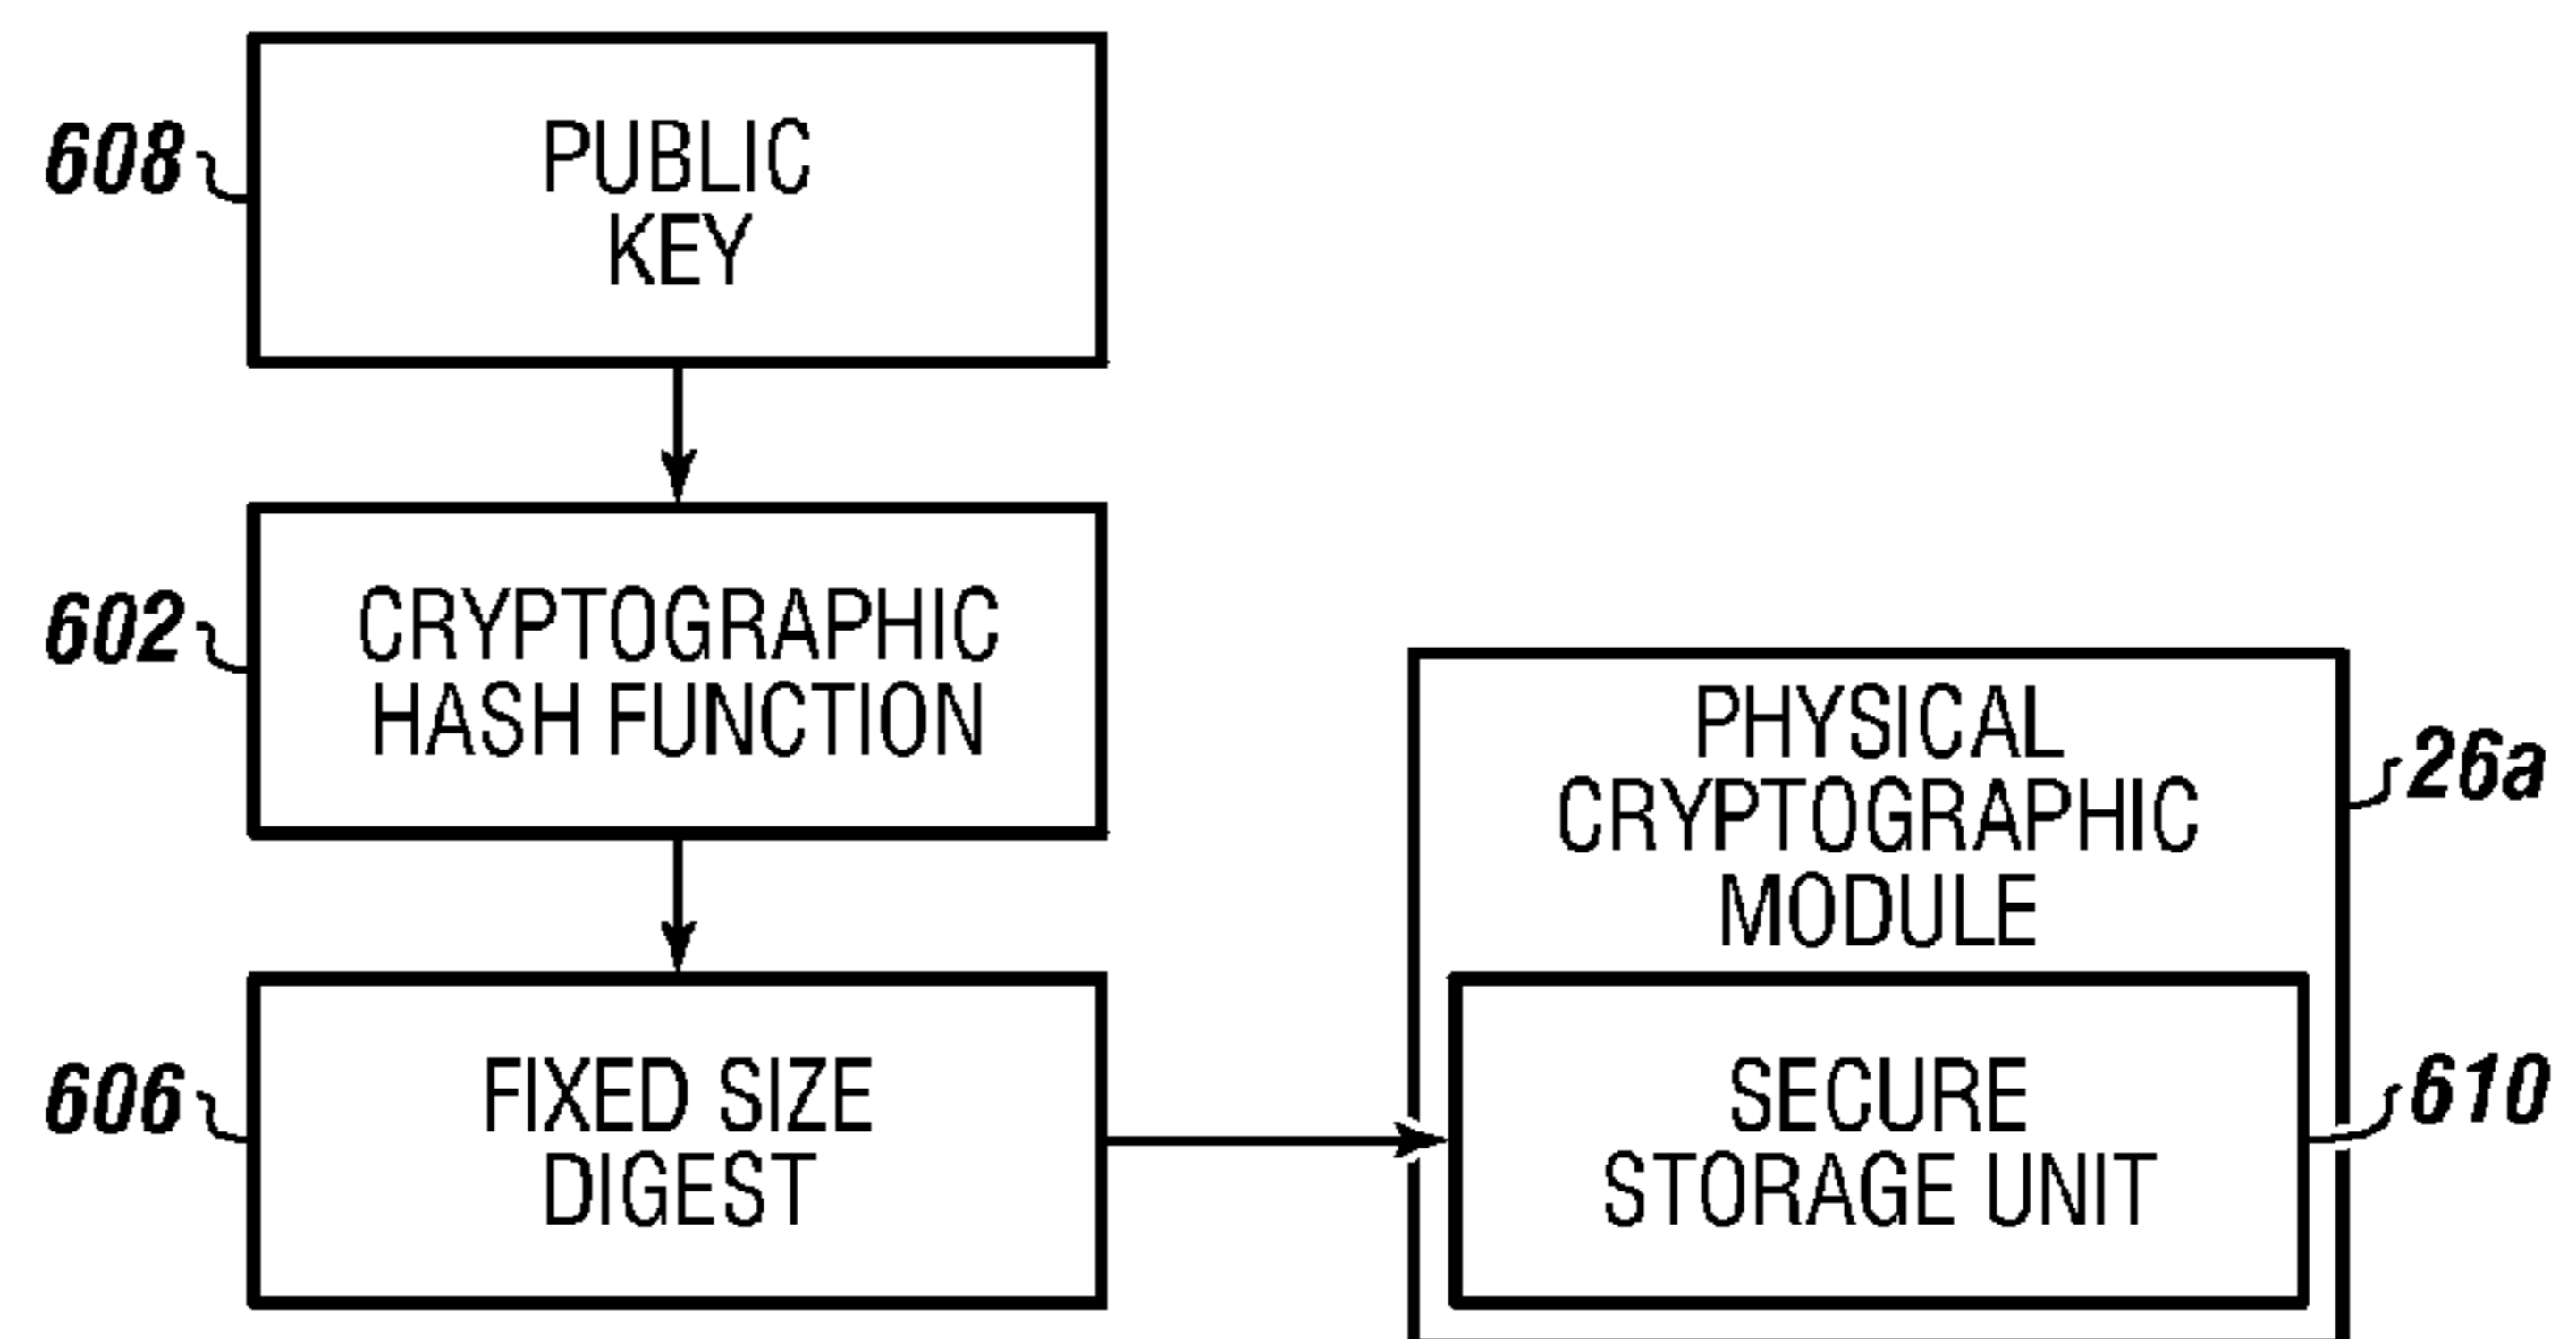 608
PUBLIC
KEY
602
CRYPTOGRAPHIC
HASH FUNCTION
606
FIXED SIZE
DIGEST
PHYSICAL
CRYPTOGRAPHIC
MODULE
26a
SECURE
STORAGE UNIT
610